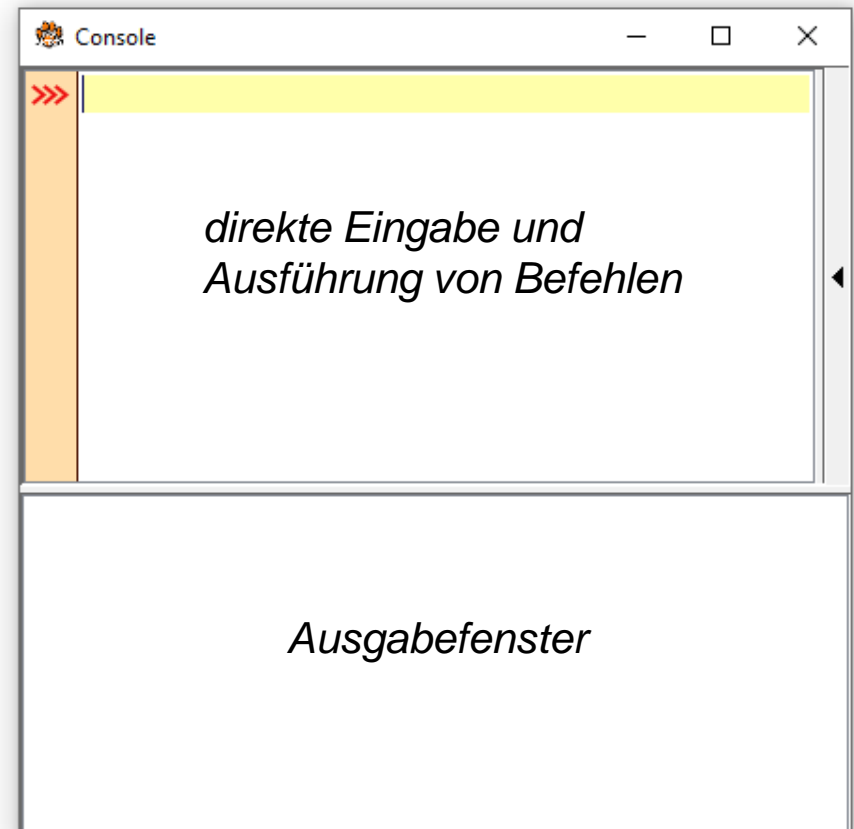 Console
>>>
direkte Eingabe und
Ausführung von Befehlen
Ausgabefenster